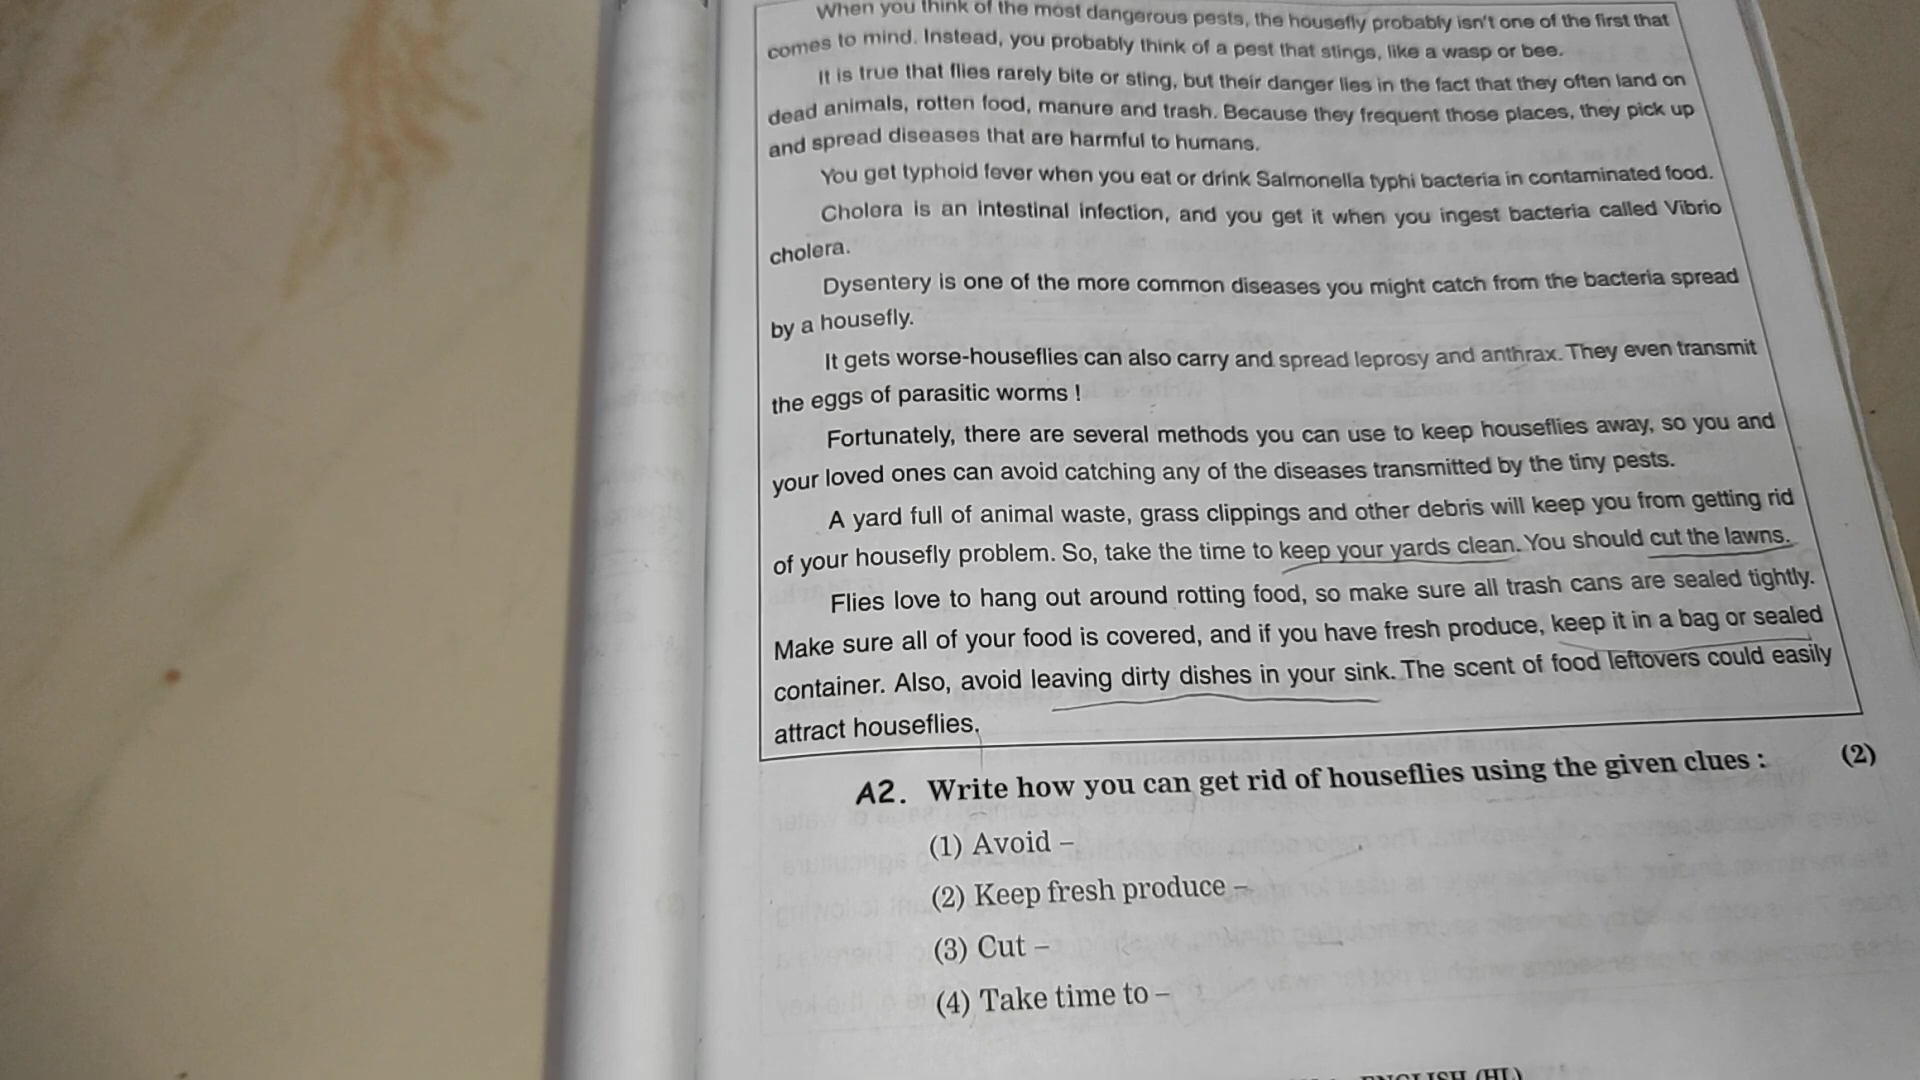 When you think of the most dangerous pests, the housefly probably isn't one of the first that
comes to mind. Instead, you probably think of a pest that stings, like a wasp or bee.
It is true that flies rarely bite or sting, but their danger lies in the fact that they often land on
dead animals, rotten food, manure and trash. Because they frequent those places, they pick up
and spread diseases that are harmful to humans.
You get typhoid fever when you eat or drink Salmonella typhi bacteria in contaminated food.
Cholera is an intestinal infection, and you get it when you ingest bacteria called Vibrio
cholera.
Dysentery is one of the more common diseases you might catch from the bacteria spread
by a housefly.
It gets worse-houseflies can also carry and spread leprosy and anthrax. They even transmit
the eggs of parasitic worms !
Fortunately, there are several methods you can use to keep houseflies away, so you and
your loved ones can avoid catching any of the diseases transmitted by the tiny pests.
A yard full of animal waste, grass clippings and other debris will keep you from getting rid
of your housefly problem. So, take the time to keep your yards clean. You should cut the lawns.
Flies love to hang out around rotting food, so make sure all trash cans are sealed tightly.
Make sure all of your food is covered, and if you have fresh produce, keep it in a bag or sealed
container. Also, avoid leaving dirty dishes in your sink. The scent of food leftovers could easily
attract houseflies.
A2. Write how you can get rid of houseflies using the given clues : (2)
(1) Avoid –
(2) Keep fresh produce –
(3) Cut –
(4) Take time to –
ENGLISH (HL)